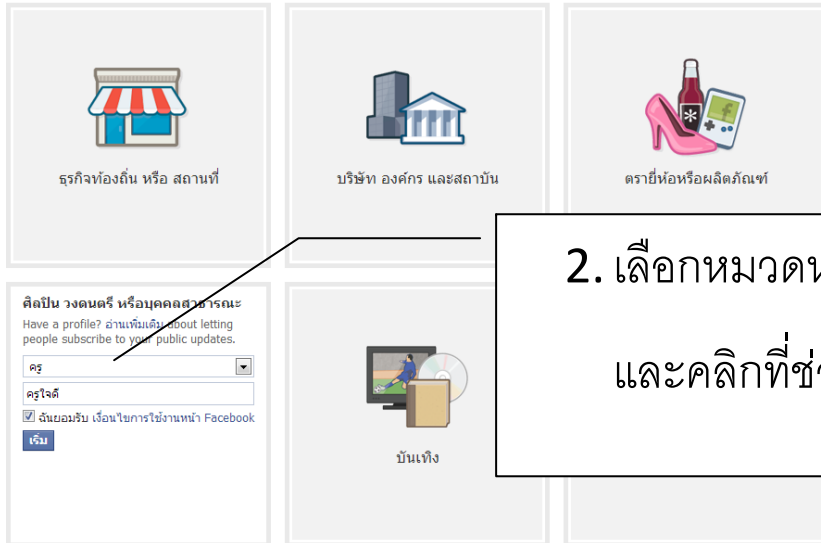 ธุรกิจท้องถิ่น หรือ สถานที่
บริษัท องค์กร และสถาบัน
ตรายี่ห้อหรือผลิตภัณฑ์
2. เลือกหมวดห
และคลิกที่ช่
ศิลปิน วงดนตรี หรือบุคคลสาธารณะ
Have a profile? อ่านเพิ่มเติม about letting
people subscribe to your public updates.
ครู
ครูใจดี
ฉันยอมรับ เงื่อนไขการใช้งานหน้า Facebook
เริ่ม
บันเทิง